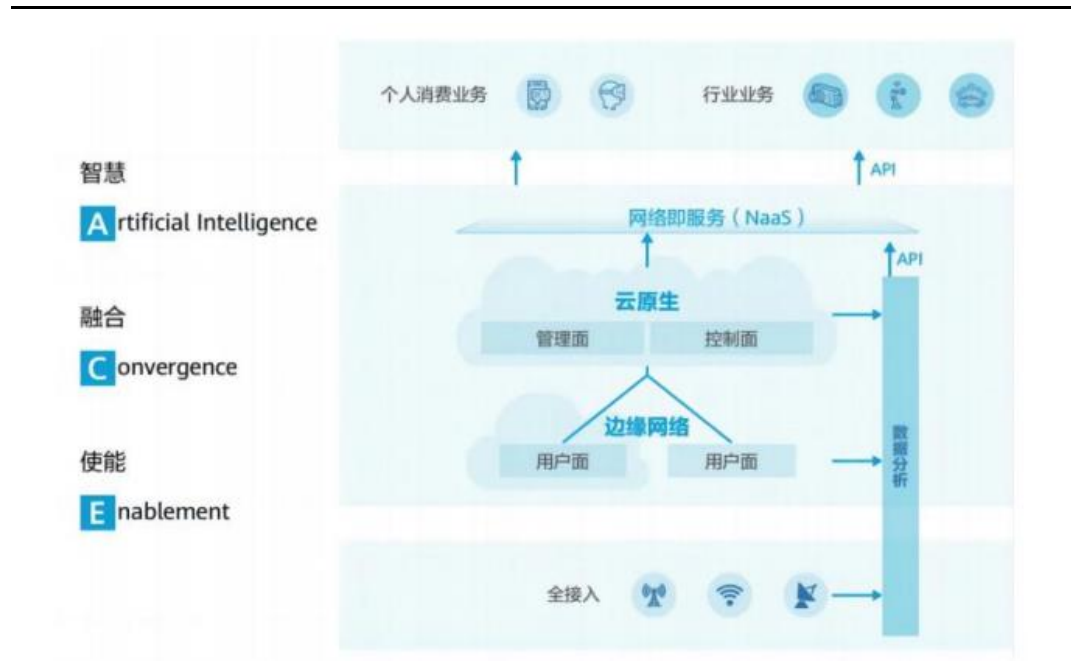 个人消费业务
行业业务
API
智慧
Artificial Intelligence
融合
Convergence
使能
Enablement
网络即服务（NaaS）
API
云原生
管理面
控制面
边缘网络
用户面
用户面
数据分析
全接入